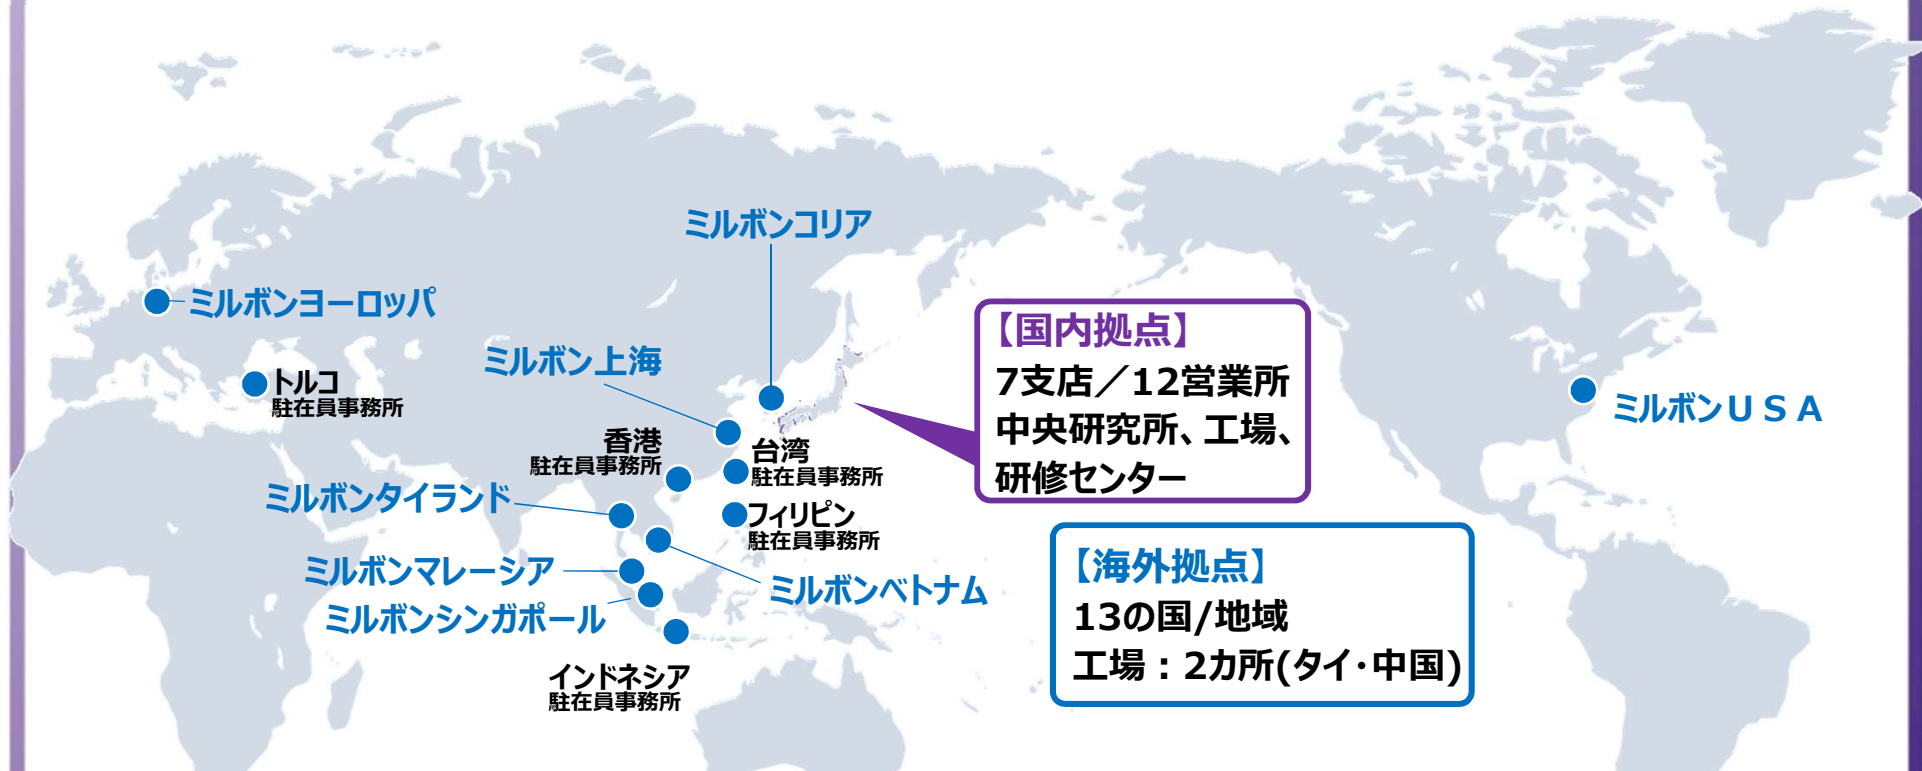 ミルボンコリア
ミルボンヨーロッパ
ミルボン上海
トルコ
駐在員事務所
香港
駐在員事務所
台湾
駐在員事務所
ミルボンタイランド
フィリピン
駐在員事務所
ミルボンマレーシア
ミルボンベトナム
ミルボンシンガポール
インドネシア
駐在員事務所
【国内拠点】
7支店／12営業所
中央研究所、工場、
研修センター
ミルボンＵＳＡ
【海外拠点】
13の国/地域
工場：2カ所(タイ・中国)